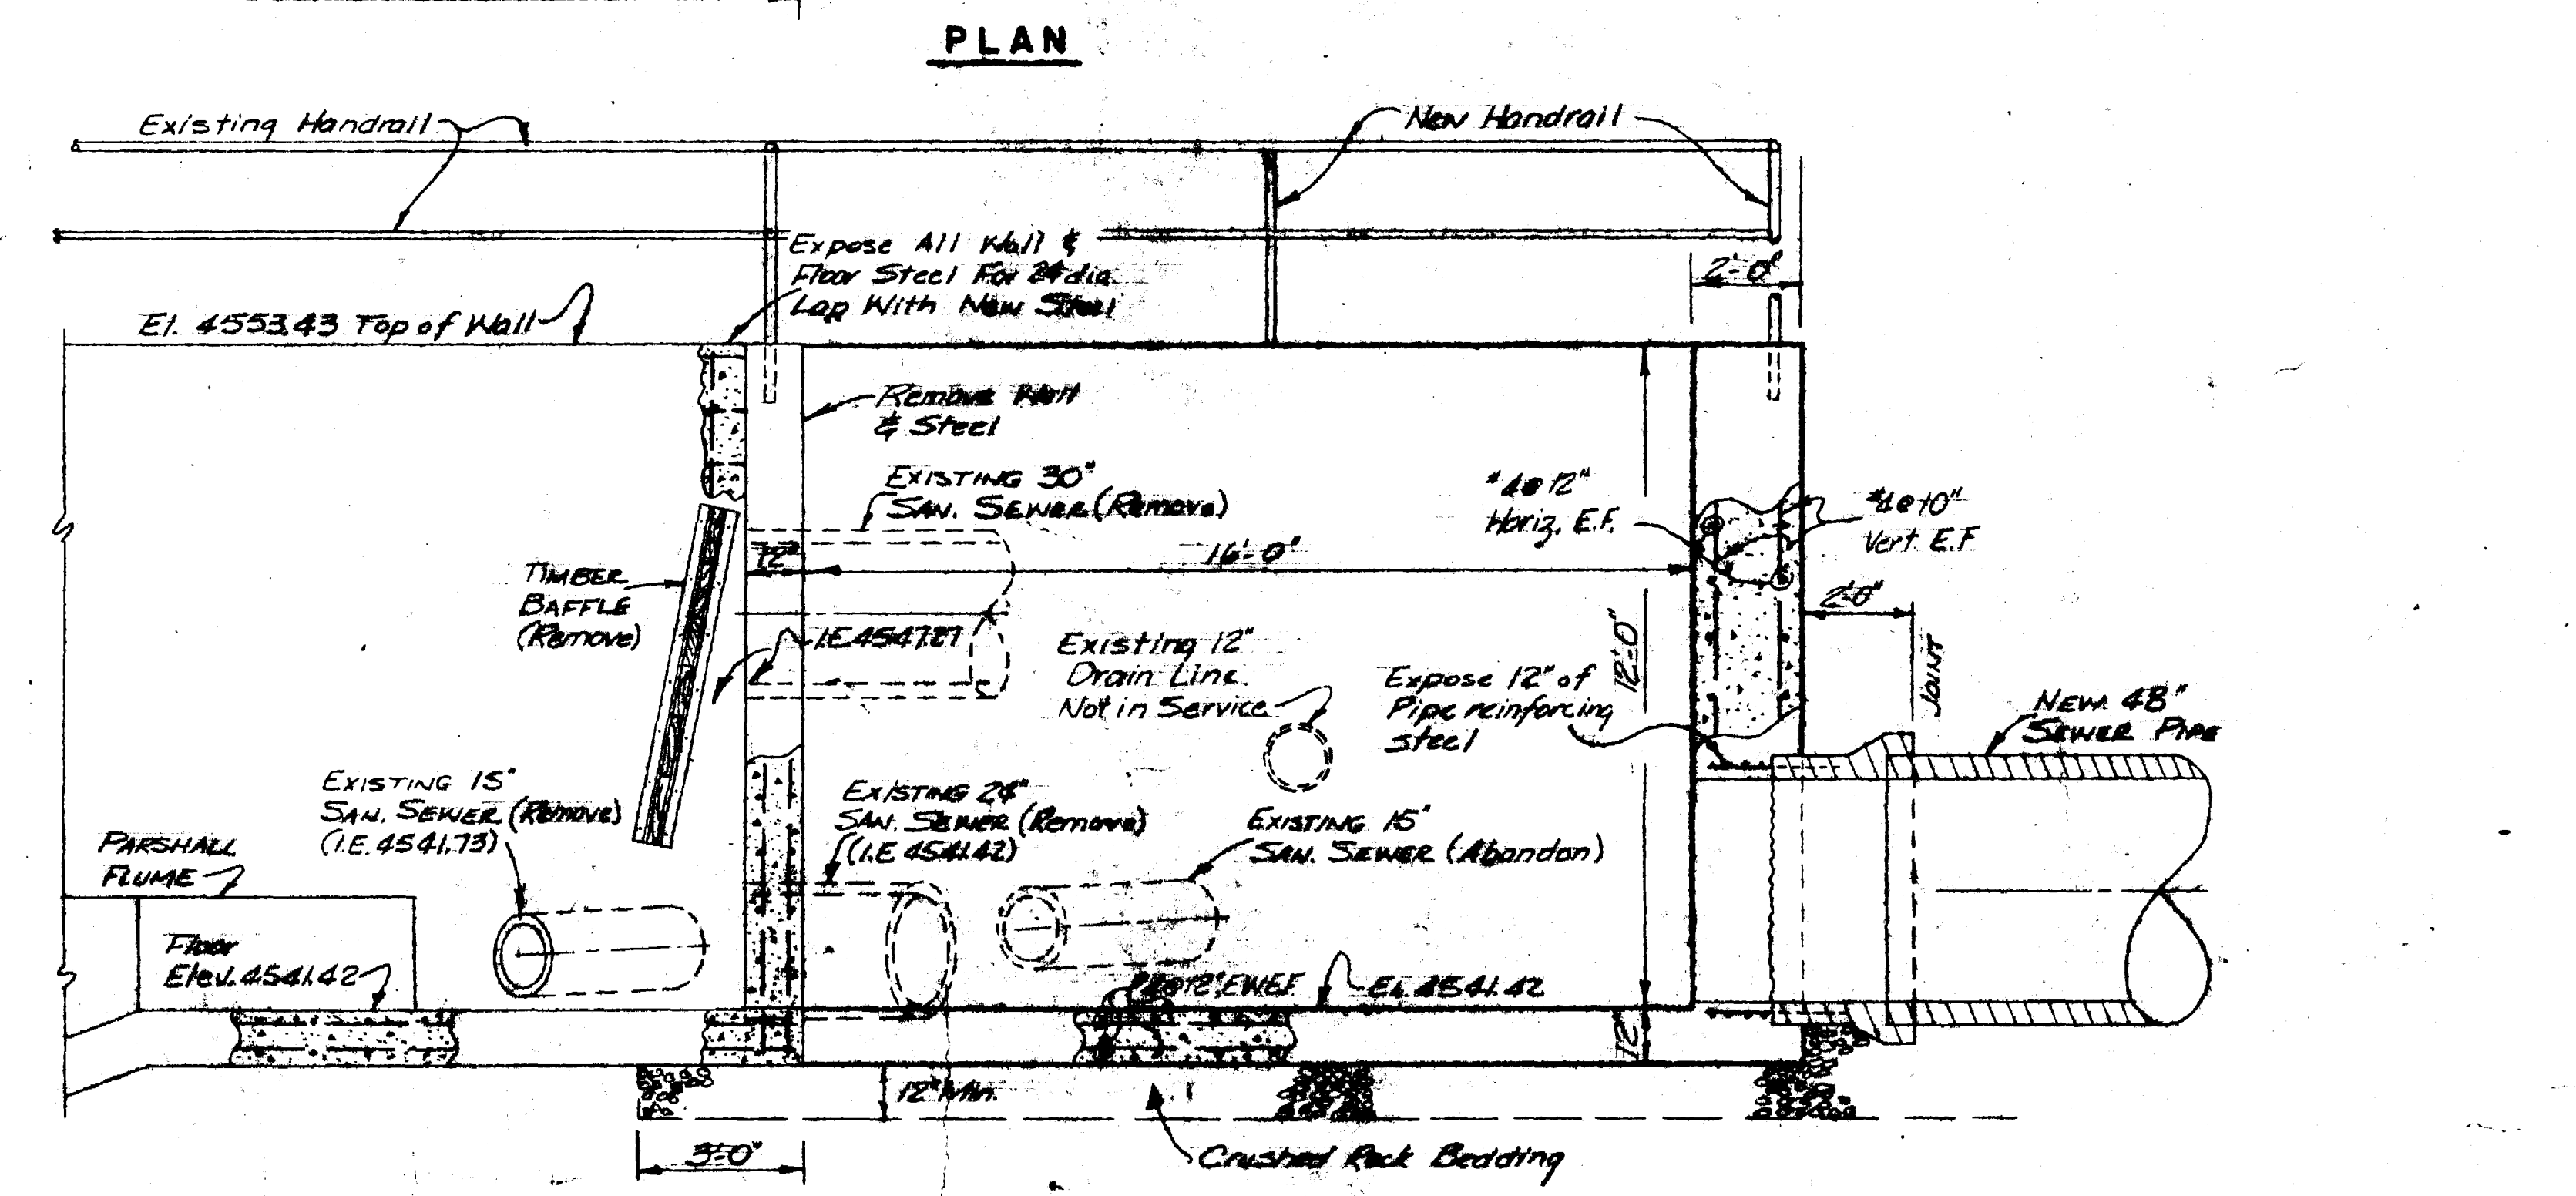 PLAN
Existing Handrail
New Handrail
Expose All Wall &
Floor Steel For 24 dia.
Lap With New Steel
2'-0"
El. 4553.43 Top of Wall
Remove Wall
& Steel
EXISTING 30"
SAN. SEWER (Remove)
#4@12"
Horiz. E.F.
#4@10"
Vert E.F
12"
16'-0"
TIMBER
BAFFLE
(Remove)
2'-0"
I.E.4547.27
Existing 12"
Drain Line.
Not in Service
Expose 12" of
Pipe reinforcing
steel
12'-0"
JOINT
NEW 48"
SEWER PIPE
EXISTING 15"
SAN. SEWER (Remove)
(I.E. 4541.73)
EXISTING 24"
SAN. SEWER (Remove)
(I.E 4541.42)
EXISTING 15"
SAN. SEWER (Abandon)
PARSHALL
FLUME
Floor
Elev. 4541.42
#4@12" E.W.E.F.
EL. 4541.42
12"
12" Min.
3'-0"
Crushed Rock Bedding